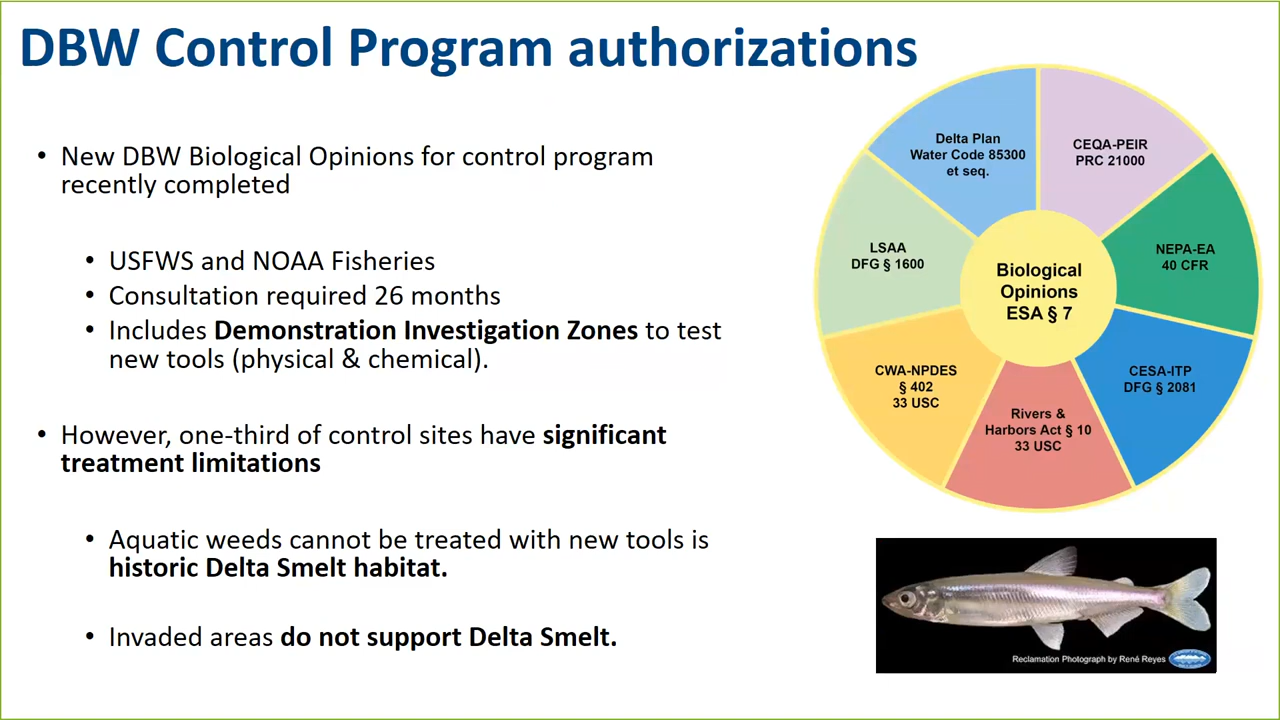 DBW Control Program authorizations
• New DBW Biological Opinions for control program
recently completed
• USFWS and NOAA Fisheries
• Consultation required 26 months
• Includes Demonstration Investigation Zones to test
new tools (physical & chemical).
• However, one-third of control sites have significant
treatment limitations
• Aquatic weeds cannot be treated with new tools is
historic Delta Smelt habitat.
• Invaded areas do not support Delta Smelt.
Delta Plan
Water Code 85300
et seq.
CEQA-PEIR
PRC 21000
LSAA
DFG § 1600
NEPA-EA
40 CFR
Biological
Opinions
ESA § 7
CWA-NPDES
§ 402
33 USC
CESA-ITP
DFG § 2081
Rivers &
Harbors Act § 10
33 USC
Reclamation Photograph by René Reyes